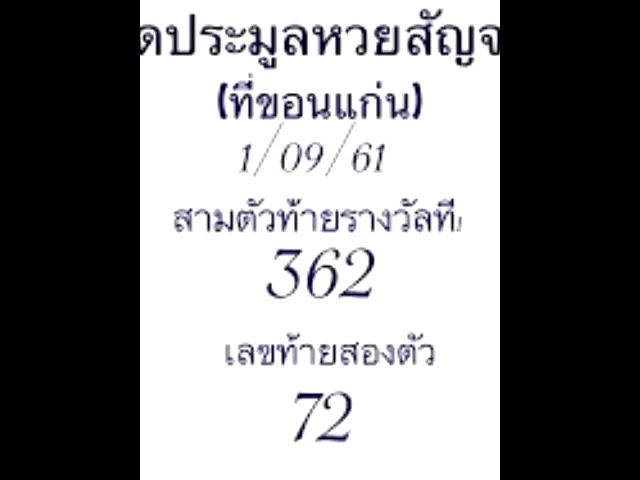 ดประมูลหวยสัญจ
(ที่ขอนแก่น)
1/09/61
สามตัวท้ายรางวัลที่1
362
เลขท้ายสองตัว
72